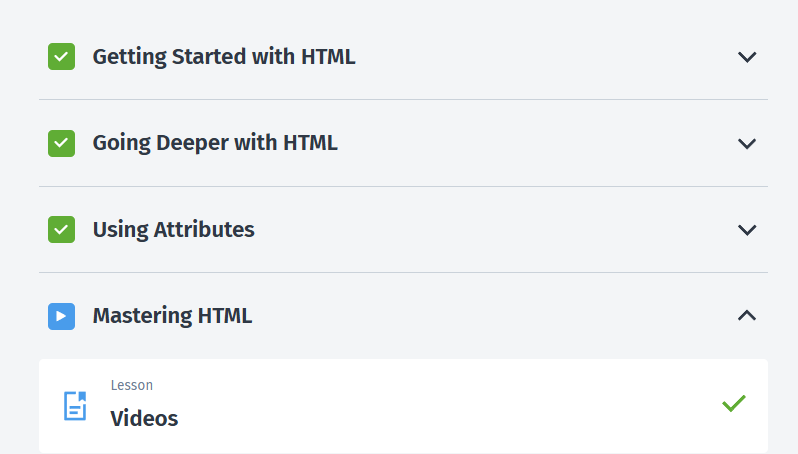 Getting Started with HTML
Going Deeper with HTML
Using Attributes
Mastering HTML
Lesson
Videos